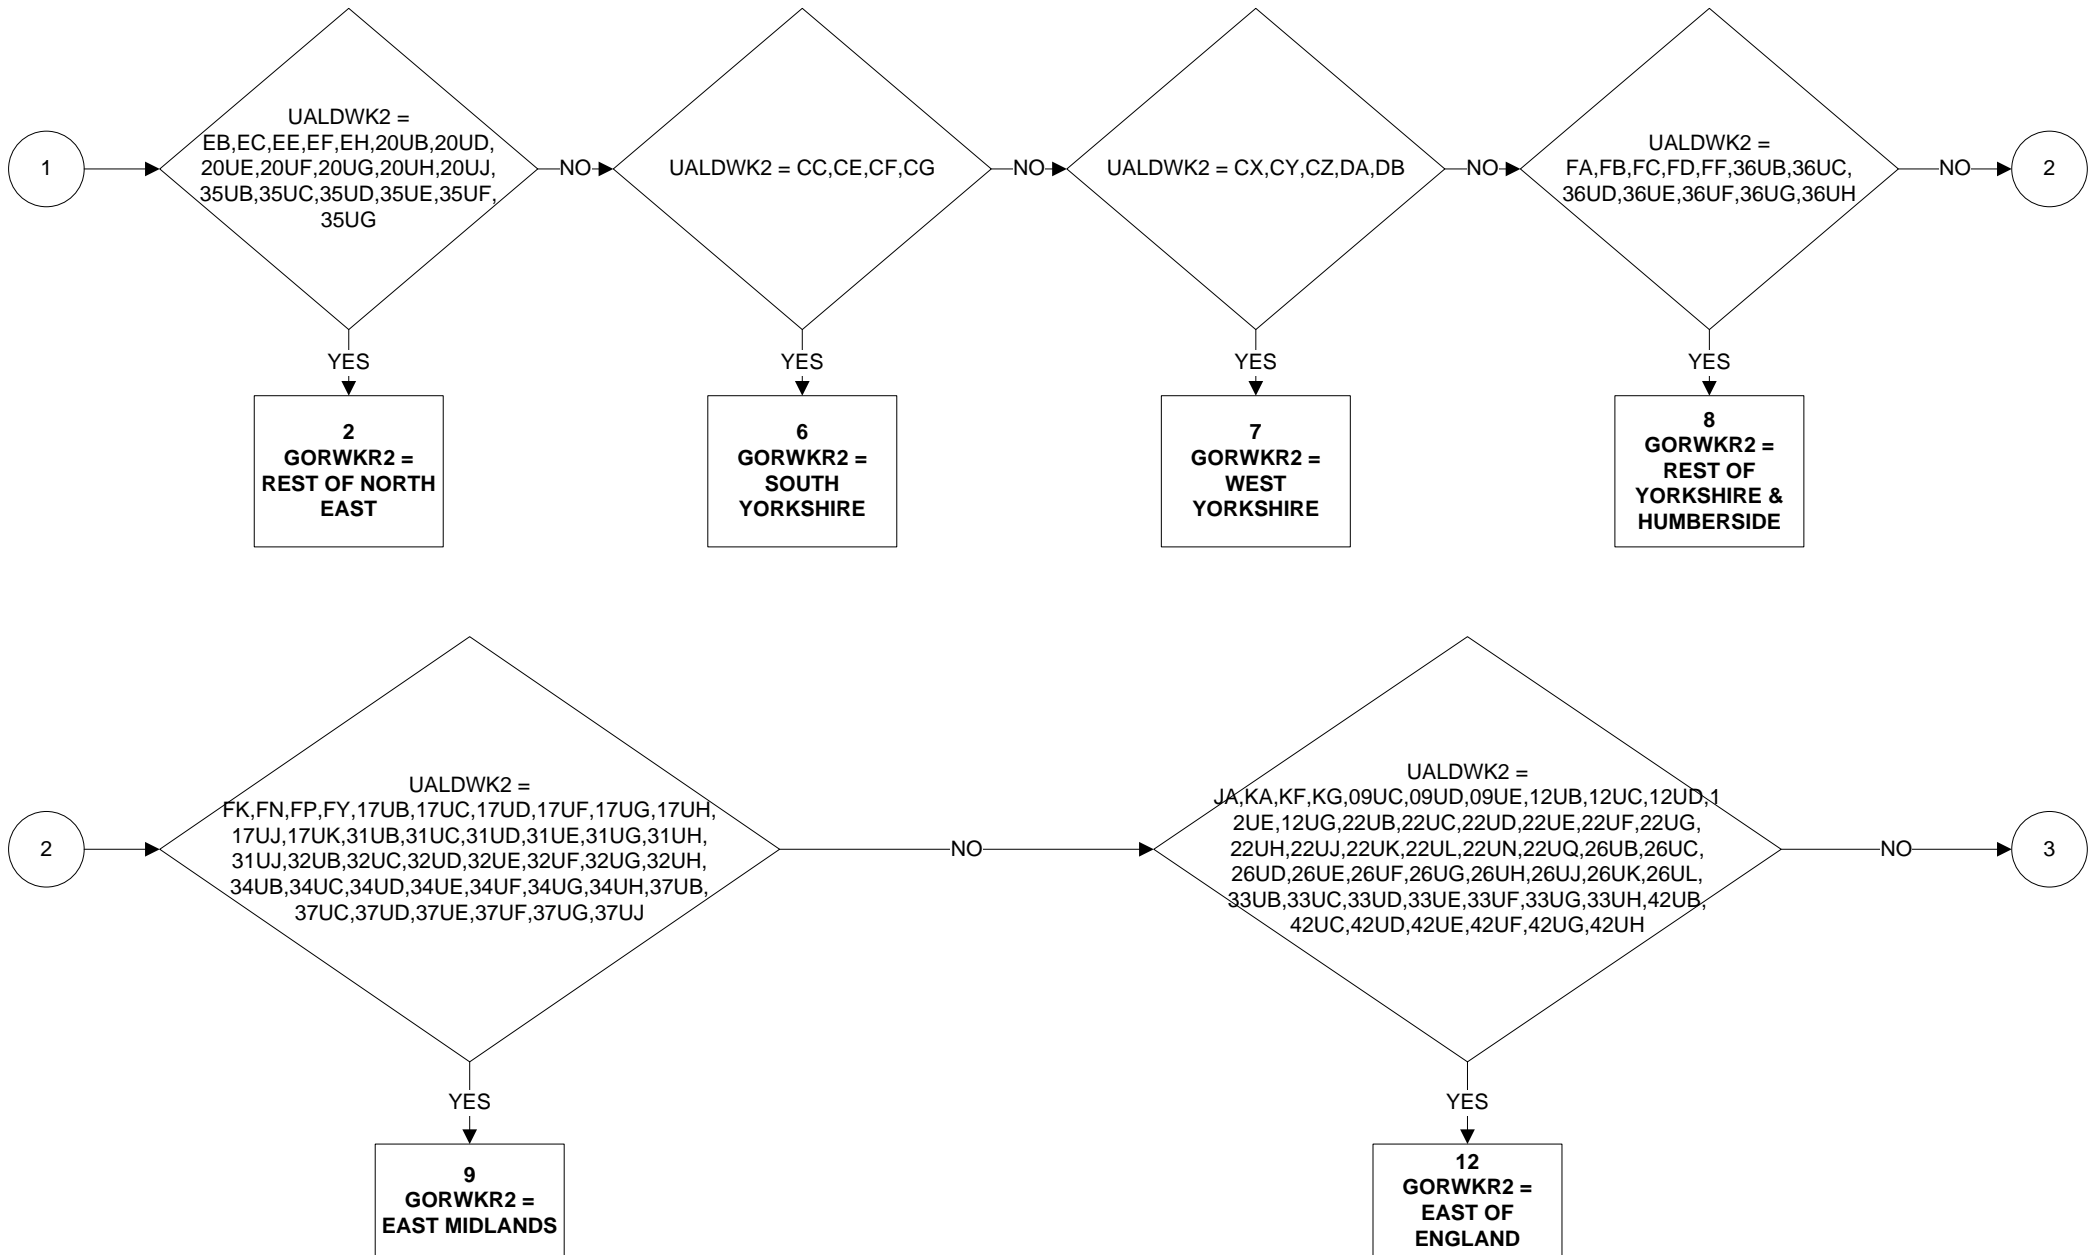 1
UALDWK2 =
EB,EC,EE,EF,EH,20UB,20UD,
20UE,20UF,20UG,20UH,20UJ,
35UB,35UC,35UD,35UE,35UF,
35UG
NO
UALDWK2 = CC,CE,CF,CG
NO
UALDWK2 = CX,CY,CZ,DA,DB
NO
UALDWK2 =
FA,FB,FC,FD,FF,36UB,36UC,
36UD,36UE,36UF,36UG,36UH
NO
2
YES
YES
YES
YES
2
GORWKR2 =
REST OF NORTH
EAST
6
GORWKR2 =
SOUTH
YORKSHIRE
7
GORWKR2 =
WEST
YORKSHIRE
8
GORWKR2 =
REST OF
YORKSHIRE &
HUMBERSIDE
2
UALDWK2 =
FK,FN,FP,FY,17UB,17UC,17UD,17UF,17UG,17UH,
17UJ,17UK,31UB,31UC,31UD,31UE,31UG,31UH,
31UJ,32UB,32UC,32UD,32UE,32UF,32UG,32UH,
34UB,34UC,34UD,34UE,34UF,34UG,34UH,37UB,
37UC,37UD,37UE,37UF,37UG,37UJ
NO
UALDWK2 =
JA,KA,KF,KG,09UC,09UD,09UE,12UB,12UC,12UD,1
2UE,12UG,22UB,22UC,22UD,22UE,22UF,22UG,
22UH,22UJ,22UK,22UL,22UN,22UQ,26UB,26UC,
26UD,26UE,26UF,26UG,26UH,26UJ,26UK,26UL,
33UB,33UC,33UD,33UE,33UF,33UG,33UH,42UB,
42UC,42UD,42UE,42UF,42UG,42UH
NO
3
YES
YES
9
GORWKR2 =
EAST MIDLANDS
12
GORWKR2 =
EAST OF
ENGLAND